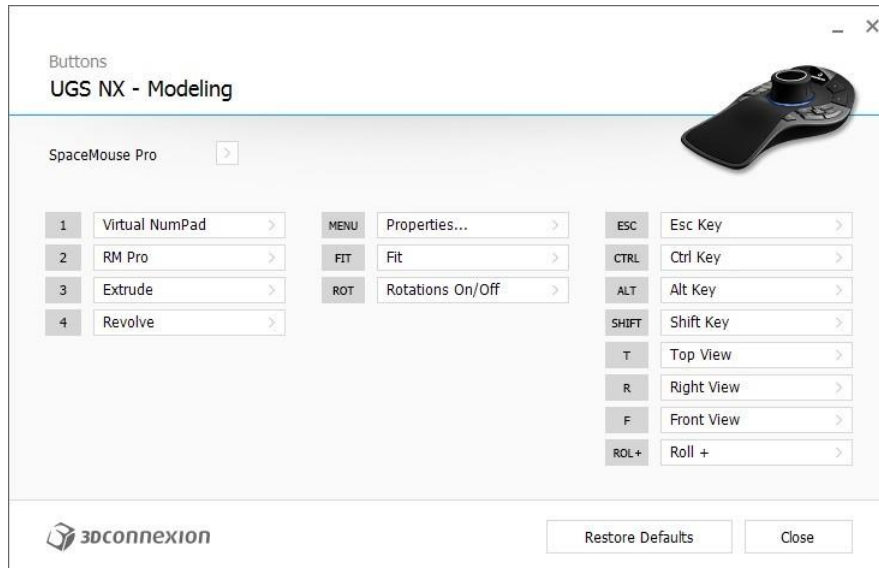 Buttons
UGS NX - Modeling
SpaceMouse Pro
1 Virtual NumPad
2 RM Pro
3 Extrude
4 Revolve
MENU Properties...
FIT Fit
ROT Rotations On/Off
ESC Esc Key
CTRL Ctrl Key
ALT Alt Key
SHIFT Shift Key
T Top View
R Right View
F Front View
ROL+ Roll +
3Dconnexion
Restore Defaults
Close